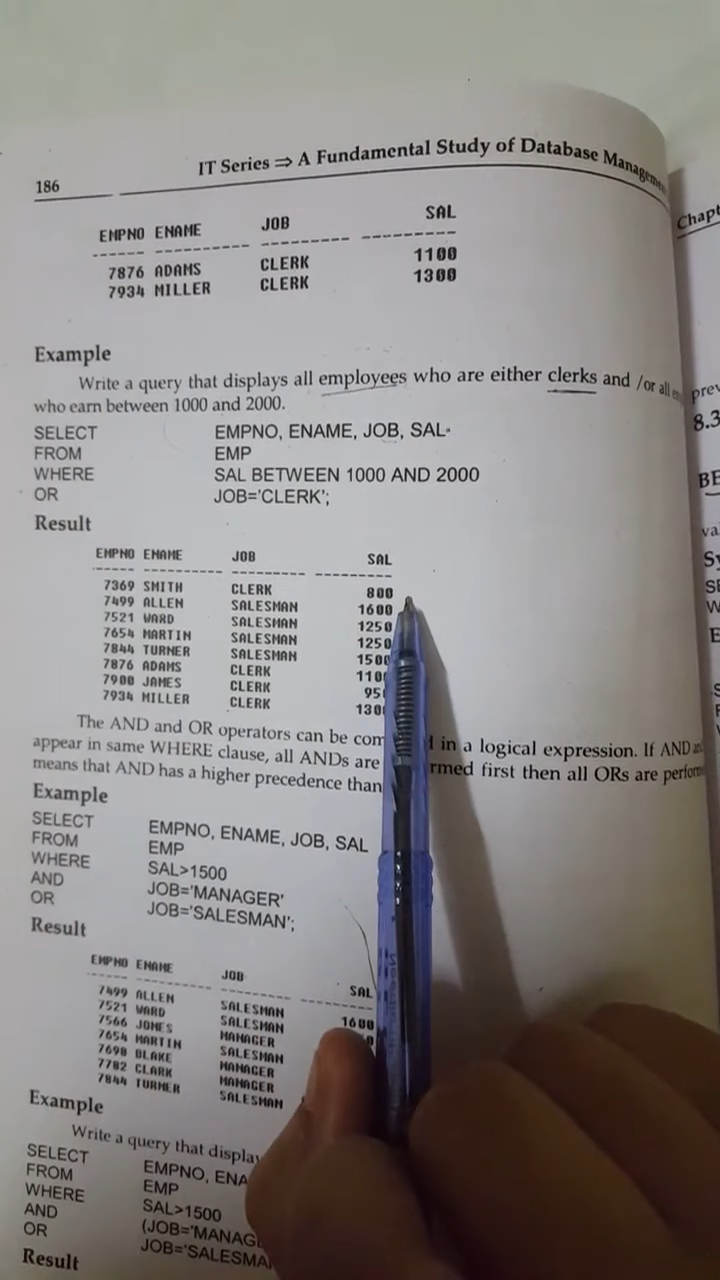 186
IT Series ⇒ A Fundamental Study of Database
EMPNO ENAME JOB SAL
7876 ADAMS CLERK 1100
7934 MILLER CLERK 1300
Example
Write a query that displays all employees who are either clerks and /or all
who earn between 1000 and 2000.
SELECT EMPNO, ENAME, JOB, SAL
FROM EMP
WHERE SAL BETWEEN 1000 AND 2000
OR JOB='CLERK';
Result
EMPNO ENAME JOB SAL
7369 SMITH CLERK 800
7499 ALLEN SALESMAN 1600
7521 WARD SALESMAN 1250
7654 MARTIN SALESMAN 1250
7844 TURNER SALESMAN 150
7876 ADAMS CLERK 110
7900 JAMES CLERK 95
7934 MILLER CLERK 130
The AND and OR operators can be com d in a logical expression. If AND
appear in same WHERE clause, all ANDs are rmed first then all ORs are
means that AND has a higher precedence than
Example
SELECT EMPNO, ENAME, JOB, SAL
FROM EMP
WHERE SAL>1500
AND JOB='MANAGER'
OR JOB='SALESMAN';
Result
EMPNO ENAME JOB SAL
7499 ALLEN SALESMAN 1600
7521 WARD SALESMAN
7566 JONES MANAGER
7654 MARTIN SALESMAN
7698 BLAKE MANAGER
7782 CLARK MANAGER
7844 TURNER SALESMAN
Example
Write a query that
SELECT EMPNO, ENA
FROM EMP
WHERE SAL>1500
AND (JOB='MANAG
OR JOB='SALESMA
Result
Chapt
prev
8.3
BE
va